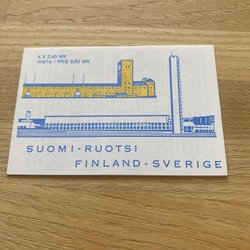 4 X 2,40 MK
HINTA / PRIS 9,60 MK
SUOMI-RUOTSI
FINLAND-SVERIGE